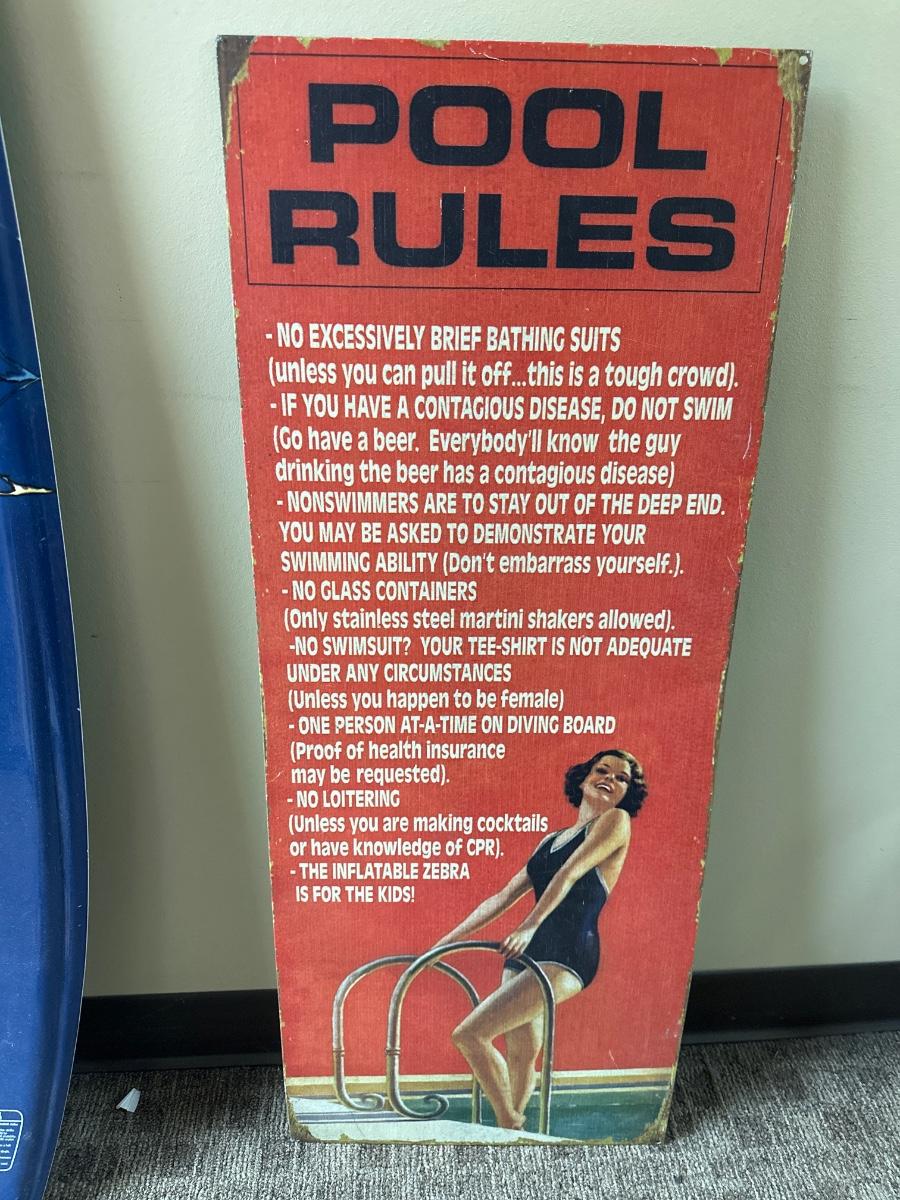 POOL
RULES
- NO EXCESSIVELY BRIEF BATHING SUITS
(unless you can pull it off...this is a tough crowd).
- IF YOU HAVE A CONTAGIOUS DISEASE, DO NOT SWIM
(Go have a beer. Everybody'll know the guy
drinking the beer has a contagious disease)
- NONSWIMMERS ARE TO STAY OUT OF THE DEEP END.
YOU MAY BE ASKED TO DEMONSTRATE YOUR
SWIMMING ABILITY (Don't embarrass yourself.).
- NO GLASS CONTAINERS
(Only stainless steel martini shakers allowed).
-NO SWIMSUIT? YOUR TEE-SHIRT IS NOT ADEQUATE
UNDER ANY CIRCUMSTANCES
(Unless you happen to be female)
- ONE PERSON AT-A-TIME ON DIVING BOARD
(Proof of health insurance
may be requested).
- NO LOITERING
(Unless you are making cocktails
or have knowledge of CPR).
- THE INFLATABLE ZEBRA
IS FOR THE KIDS!